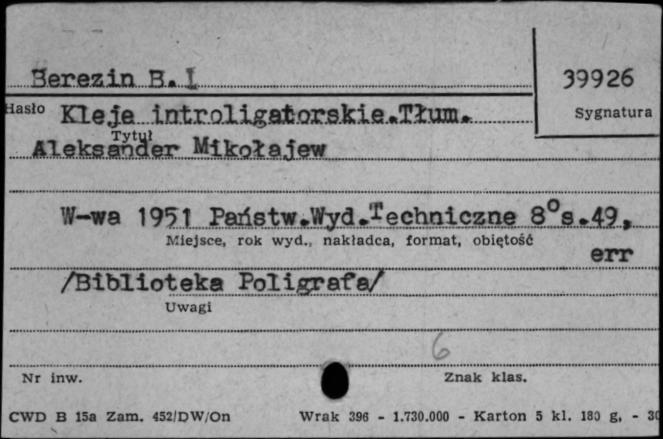 Berezin B. I
39926
Hasło
Sygnatura
Kleje introligatorskie.Tłum.
Tytuł
Aleksander Mikołajew
W-wa 1951 Państw.Wyd.Techniczne 8° s.49,
Miejsce, rok wyd., nakładca, format, objętość
err
/Biblioteka Poligrafa/
Uwagi
6
Nr inw.
Znak klas.
CWD B 15a Zam. 452/DW/On Wrak 396 - 1.730.000 - Karton 5 kl. 180 g, - 30